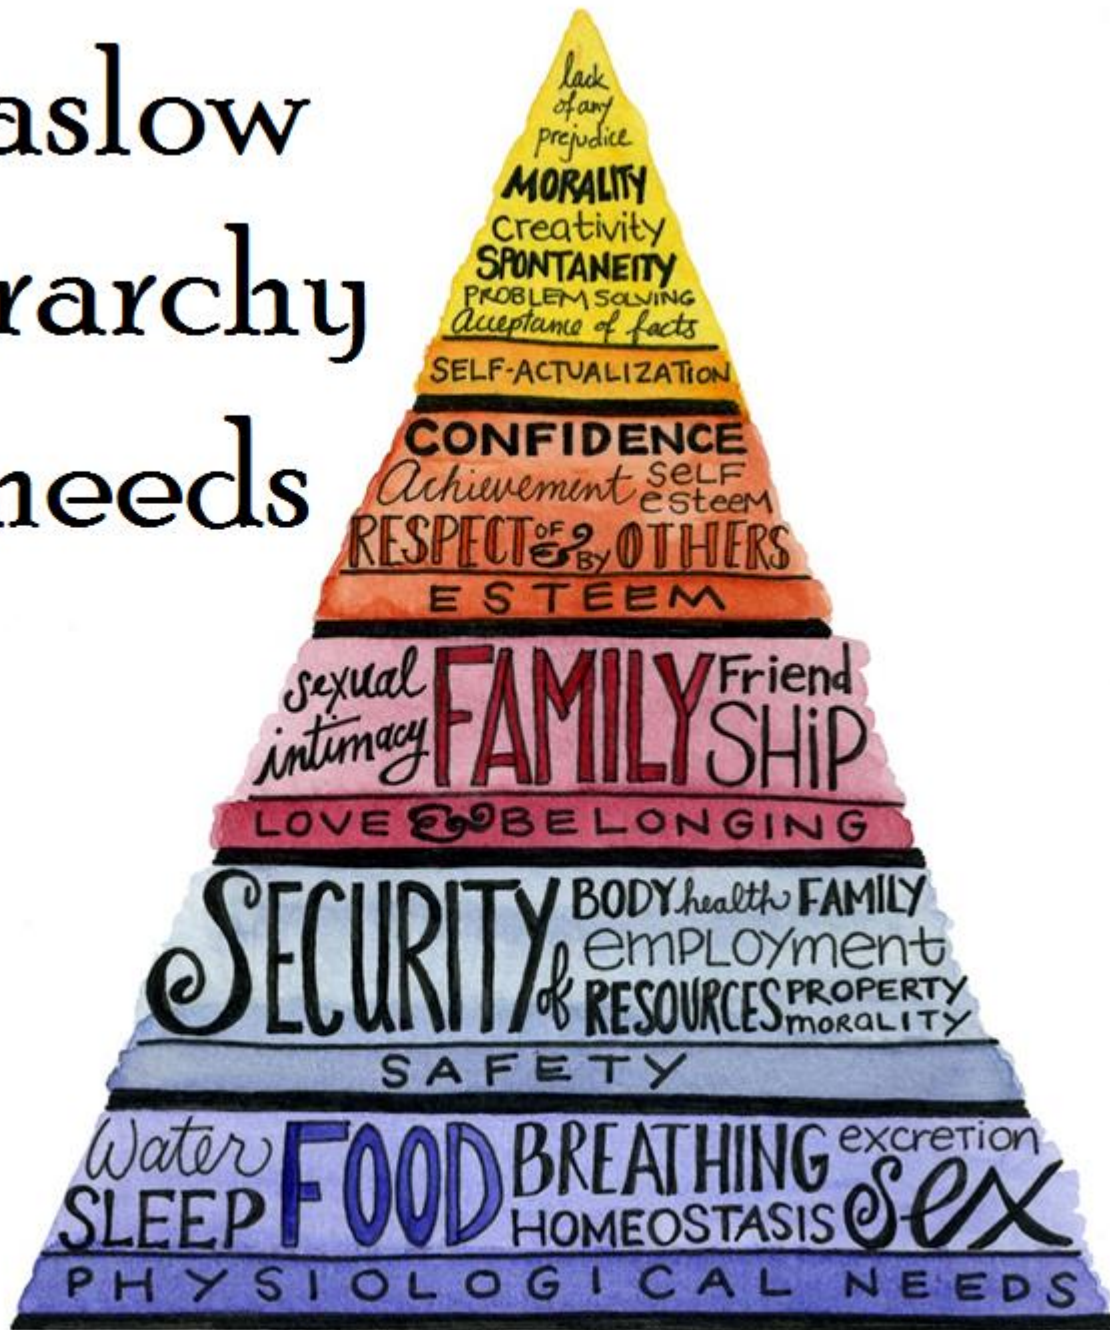 aslow
rarchy
needs
lack
of any
prejudice
MORALITY
Creativity
SPONTANEITY
PROBLEM SOLVING
Acceptance of facts
SELF-ACTUALIZATION
CONFIDENCE
Achievement SELF esteem
RESPECT OF & BY OTHERS
ESTEEM
sexual intimacy FAMILY Friend SHiP
LOVE & BELONGING
SECURITY of BODY health FAMILY
emPLOYment
RESOURCES PROPERTY mORaLITY
SAFETY
Water FOOD BREATHING excreTion
SLEEP HOMEOSTASIS Sex
PHYSIOLOGICAL NEEDS